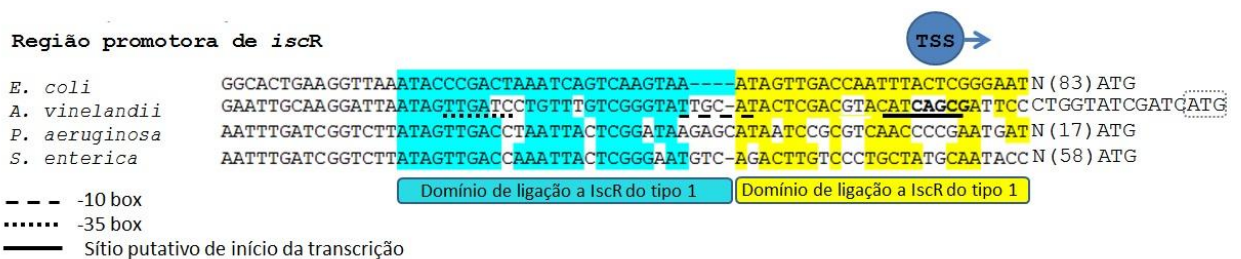 Região promotora de iscR
TSS
E. coli GGCACTGAAGGTTAAATACCCGACTAAATCAGTCAAGTAA----ATAGTTGACCAATTTACTCGGGAATN(83)ATG
A. vinelandii GAATTGCAAGGATTAATAGTTGATCCTGTTTGTCGGGTATTGC-ATACTCGACGTACATCAGCGATTCCCTGGTATCGATCATG
P. aeruginosa AATTTGATCGGTCTTATAGTTGACCTAATTACTCGGATAAGAGCATAATCCGCGTCAACCCCGAATGATN(17)ATG
S. enterica AATTTGATCGGTCTTATAGTTGACCAAATTACTCGGGAATGTC-AGACTTGTCCCTGCTATGCAATACCN(58)ATG
Domínio de ligação a IscR do tipo 1 Domínio de ligação a IscR do tipo 1
-10 box
-35 box
Sítio putativo de início da transcrição